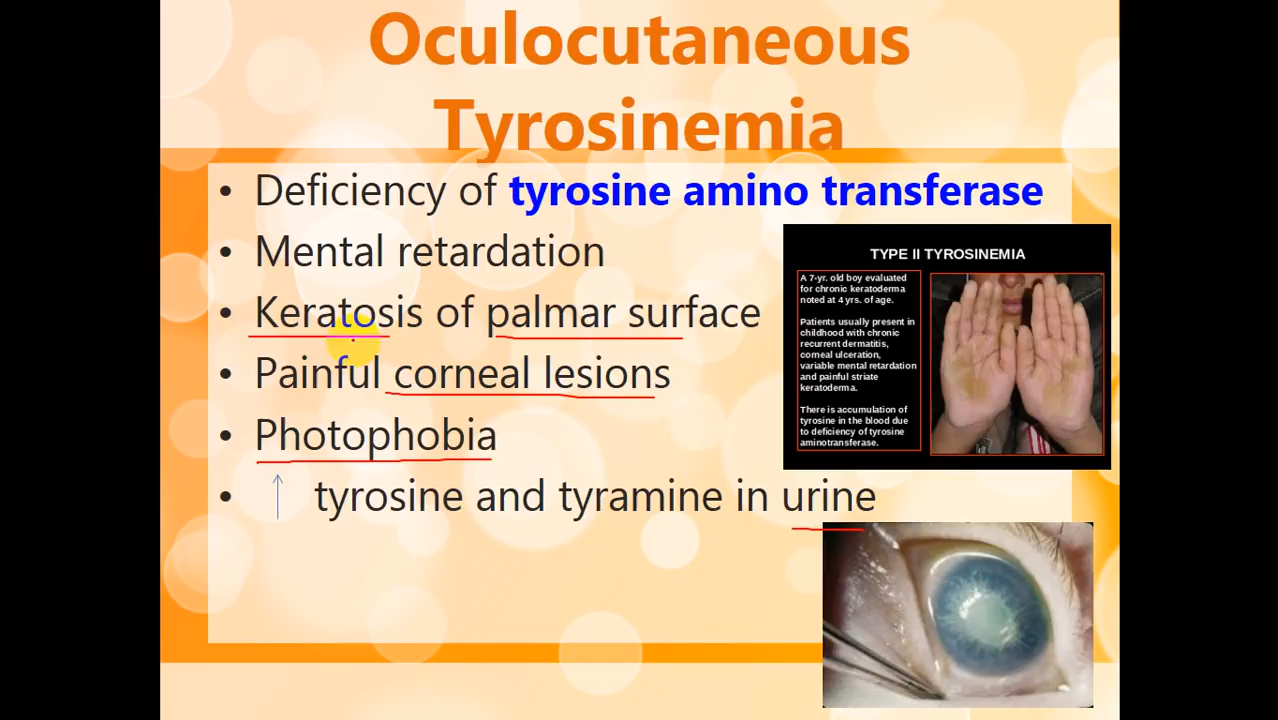 Oculocutaneous
Tyrosinemia
• Deficiency of tyrosine amino transferase
• Mental retardation
• Keratosis of palmar surface
• Painful corneal lesions
• Photophobia
• ↑ tyrosine and tyramine in urine
TYPE II TYROSINEMIA
A 7-yr. old boy evaluated
for chronic keratoderma
noted at 4 yrs. of age.
Patients usually present in
childhood with chronic
recurrent dermatitis,
corneal ulceration,
variable mental retardation
and painful striate
keratoderma.
There is accumulation of
tyrosine in the blood due
to deficiency of tyrosine
aminotransferase.